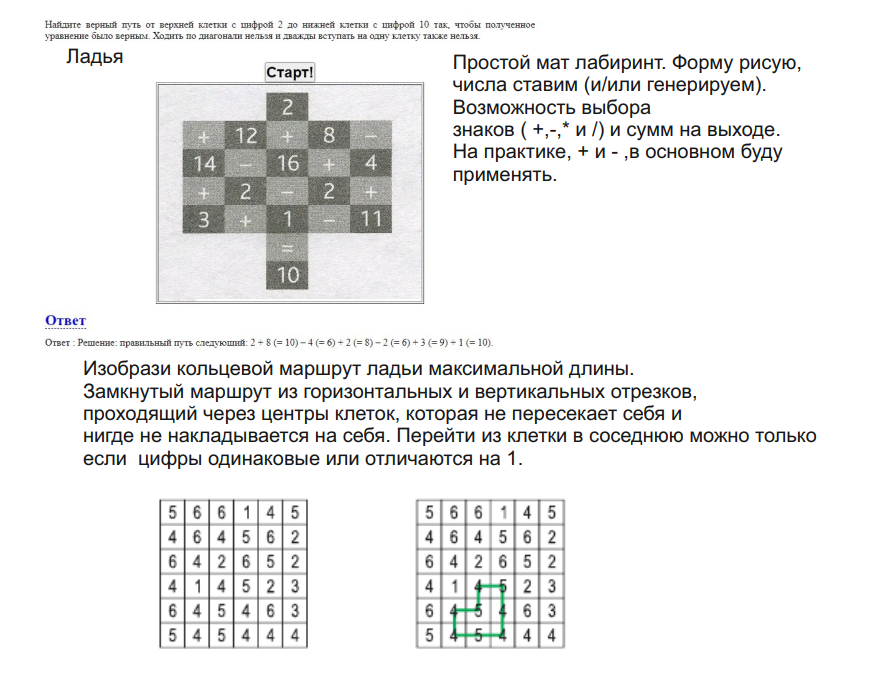 Найдите верный путь от верхней клетки с цифрой 2 до нижней клетки с цифрой 10 так, чтобы полученное
уравнение было верным. Ходить по диагонали нельзя и дважды вступать на одну клетку также нельзя.
Ладья
Старт!
2
+ 12 + 8 −
14 − 16 + 4
+ 2 − 2 +
3 + 1 − 11
=
10
Простой мат лабиринт. Форму рисую,
числа ставим (и/или генерируем).
Возможность выбора
знаков ( +,-,* и /) и сумм на выходе.
На практике, + и - ,в основном буду
применять.
Ответ
Ответ : Решение: правильный путь следующий: 2 + 8 (= 10) – 4 (= 6) + 2 (= 8) – 2 (= 6) + 3 (= 9) + 1 (= 10).
Изобрази кольцевой маршрут ладьи максимальной длины.
Замкнутый маршрут из горизонтальных и вертикальных отрезков,
проходящий через центры клеток, которая не пересекает себя и
нигде не накладывается на себя. Перейти из клетки в соседнюю можно только
если цифры одинаковые или отличаются на 1.
5 6 6 1 4 5
4 6 4 5 6 2
6 4 2 6 5 2
4 1 4 5 2 3
6 4 5 4 6 3
5 4 5 4 4 4
5 6 6 1 4 5
4 6 4 5 6 2
6 4 2 6 5 2
4 1 4 5 2 3
6 4 5 4 6 3
5 4 5 4 4 4